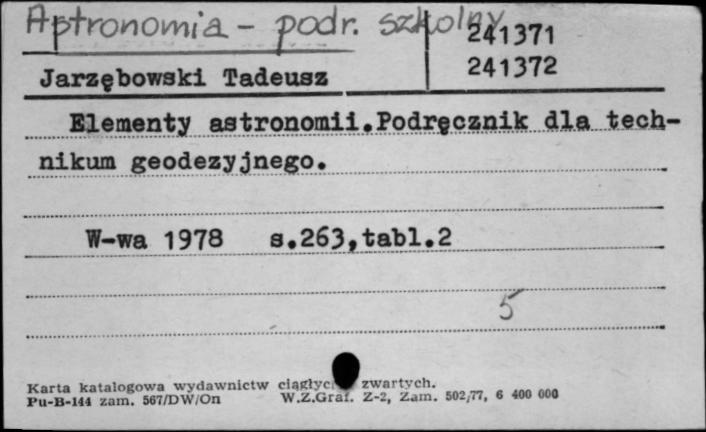 Astronomia - podr. szkolny
241371
Jarzębowski Tadeusz
241372
Elementy astronomii.Podręcznik dla tech-
nikum geodezyjnego.
W-wa 1978 s.263,tabl.2
5
Karta katalogowa wydawnictw zwartych.
Pu-B-144 zam. 567/DW/On W.Z.Graf. Z-2, Zam. 502/77, 6 400 000